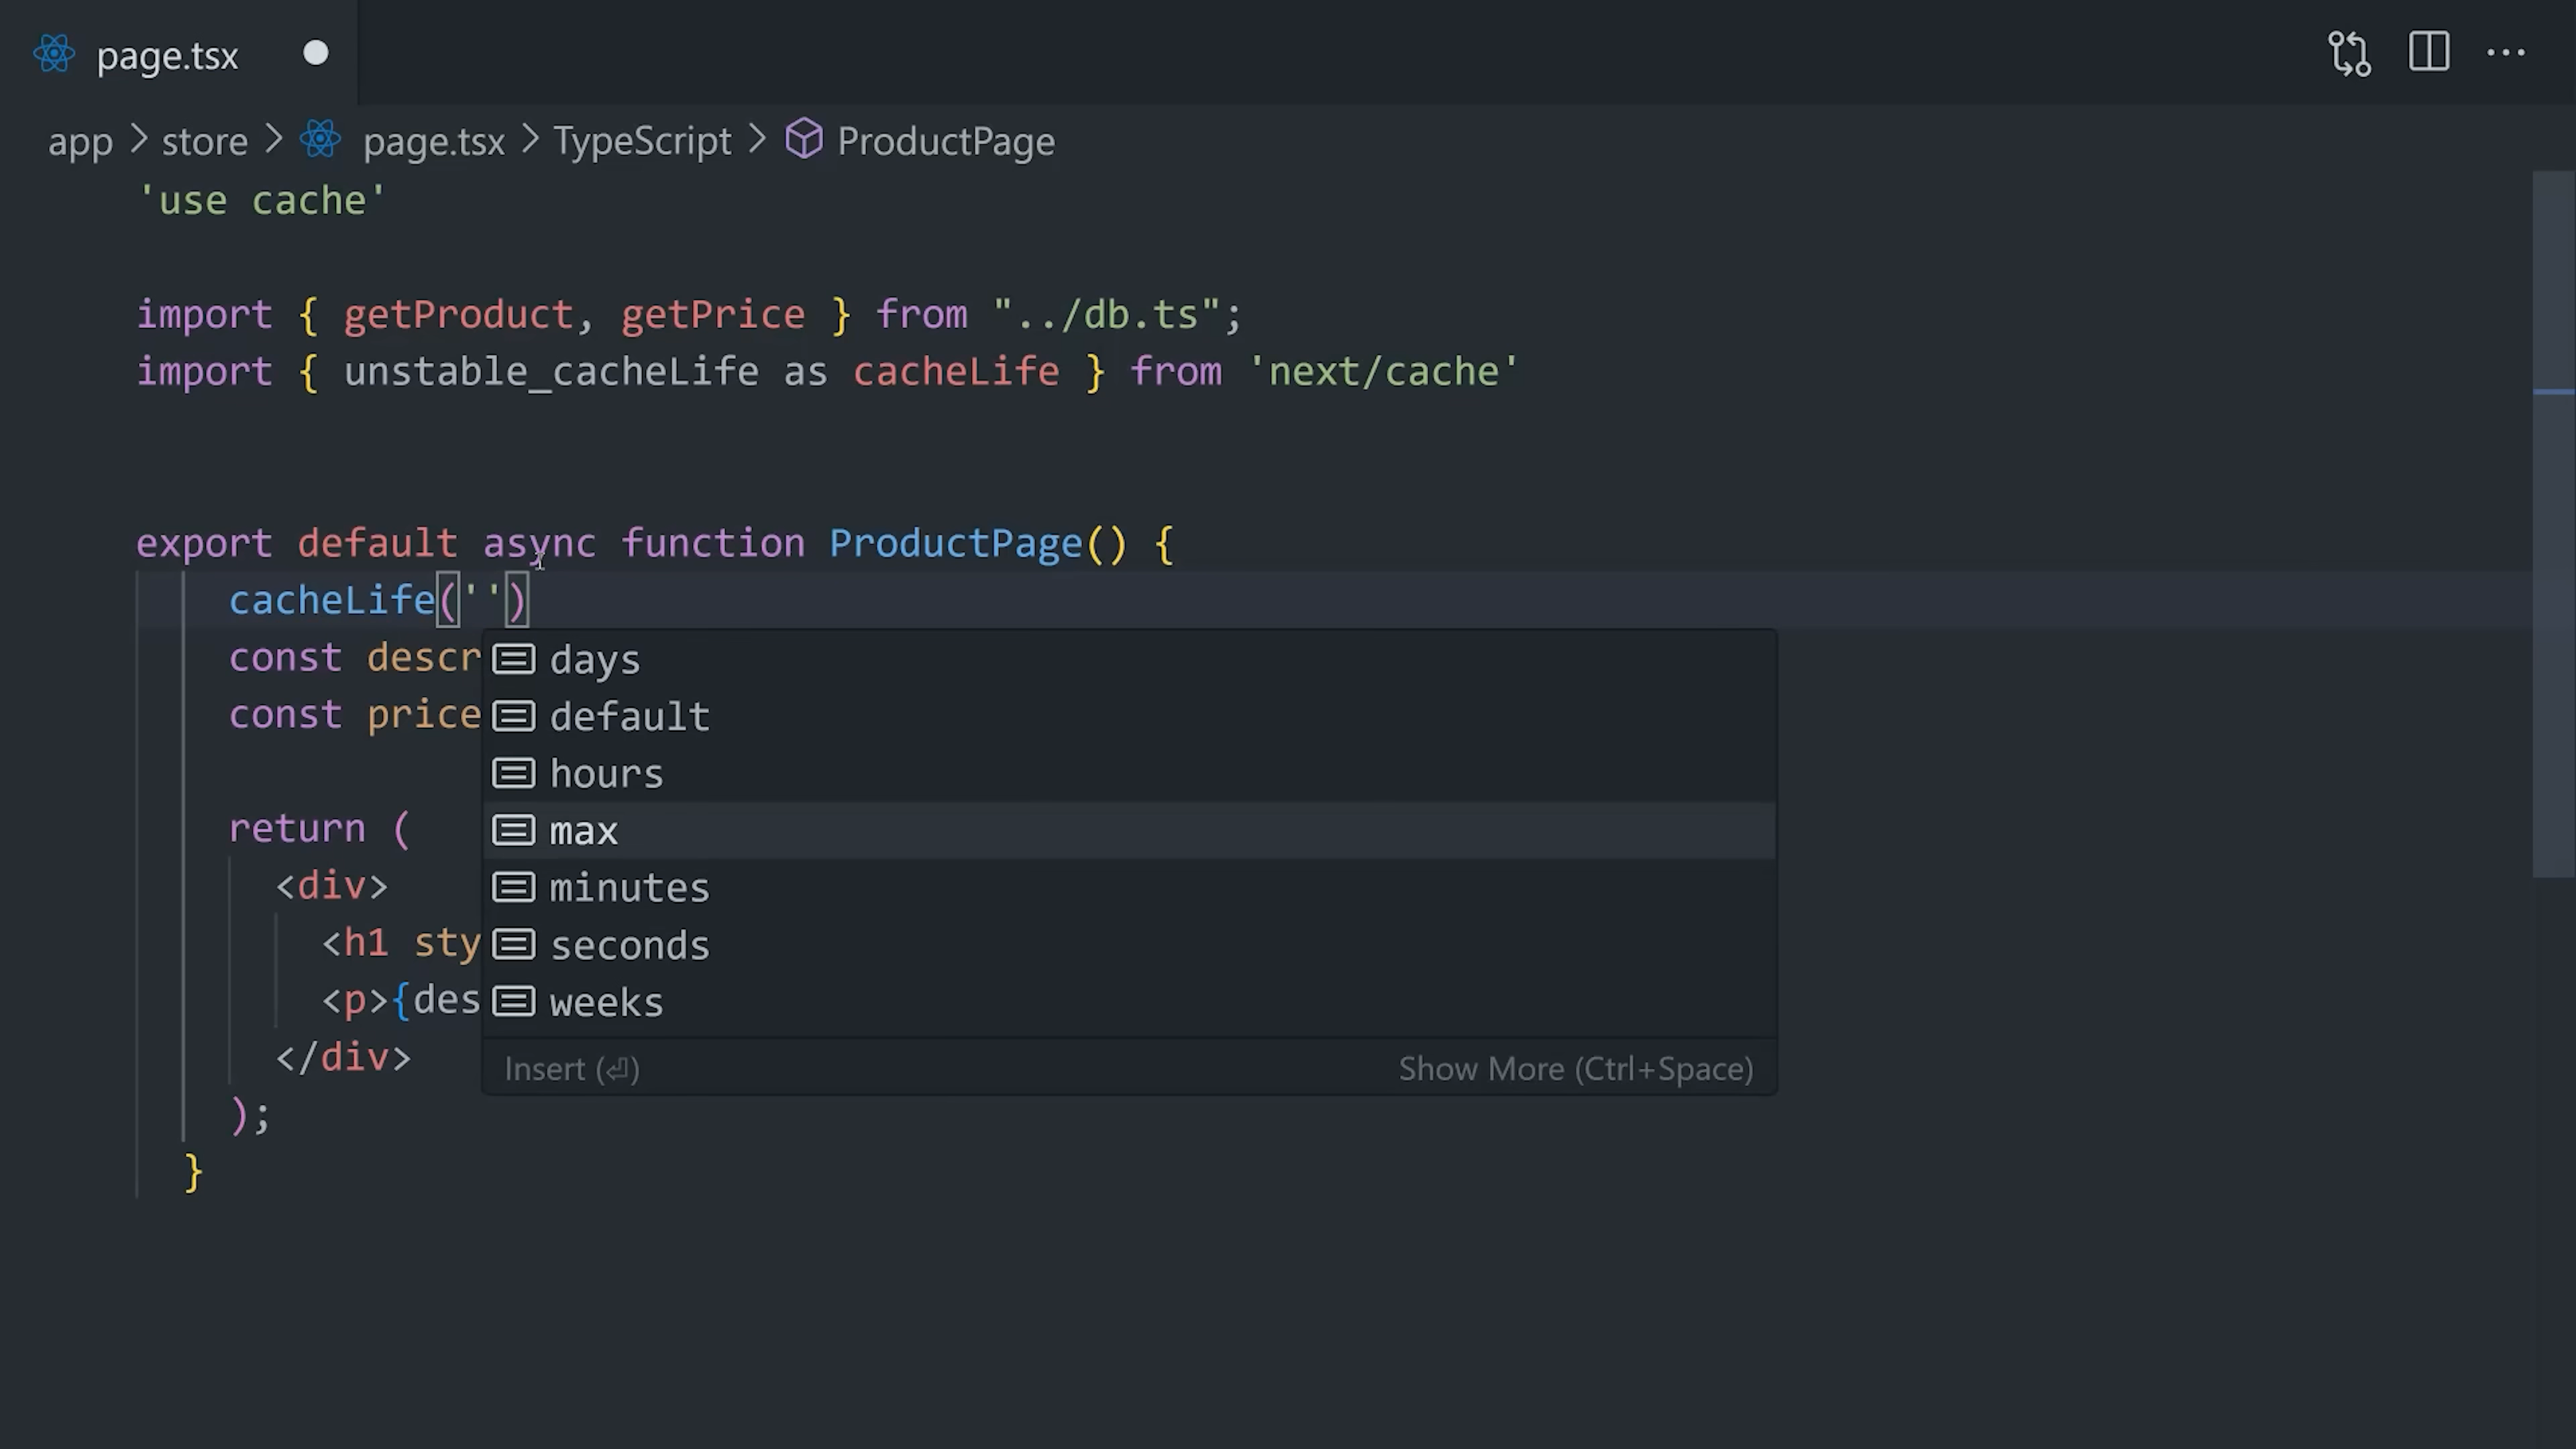 page.tsx
app > store > page.tsx > TypeScript > ProductPage
'use cache'
import { getProduct, getPrice } from "../db.ts";
import { unstable_cacheLife as cacheLife } from 'next/cache'
export default async function ProductPage() {
cacheLife('')
const descr
const price
return (
<div>
<h1 sty
<p>{des
</div>
);
}
days
default
hours
max
minutes
seconds
weeks
Insert (⏎)
Show More (Ctrl+Space)